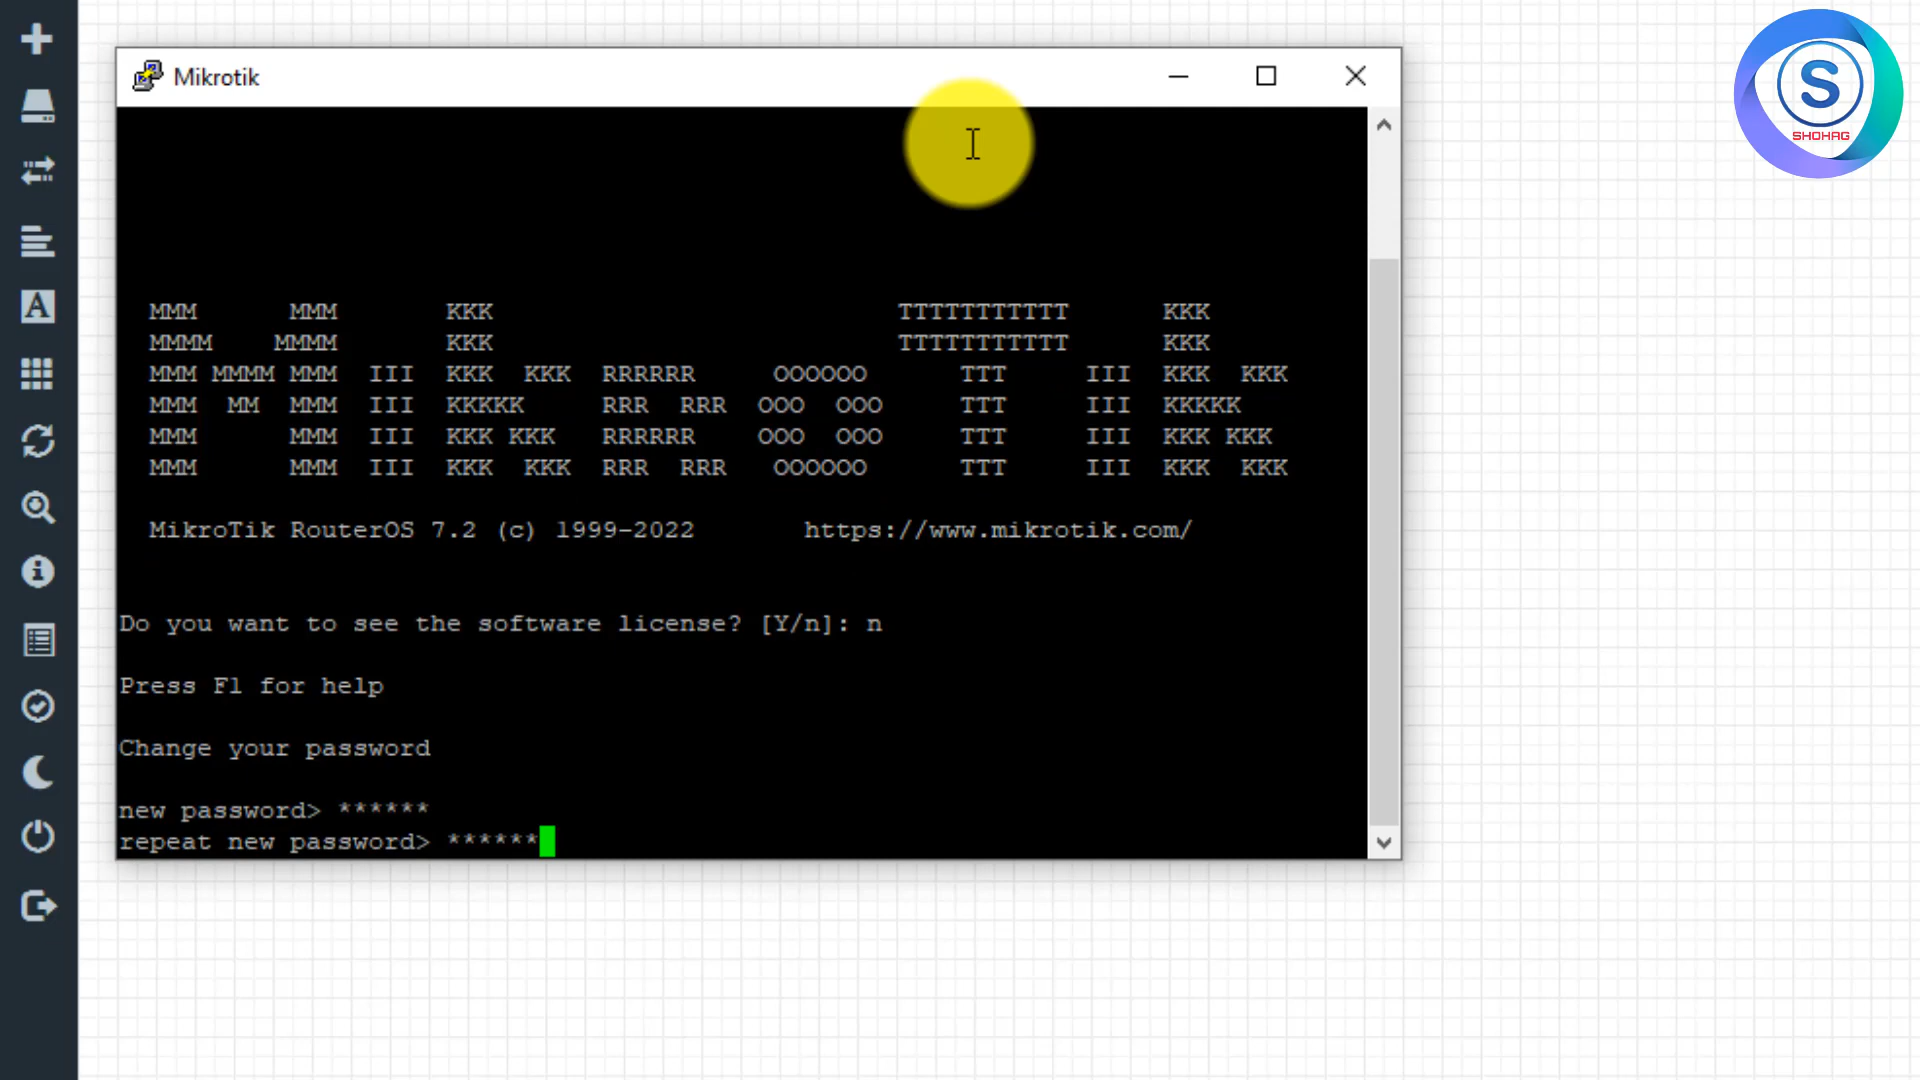 Mikrotik
S
SHOHAG
A
MMM MMM KKK TTTTTTTTTTT KKK
MMMM MMMM KKK TTTTTTTTTTT KKK
MMM MMMM MMM III KKK KKK RRRRRR OOOOOO TTT III KKK KKK
MMM MM MMM III KKKKK RRR RRR OOO OOO TTT III KKKKK
MMM MMM III KKK KKK RRRRRR OOO OOO TTT III KKK KKK
MMM MMM III KKK KKK RRR RRR OOOOOO TTT III KKK KKK
MikroTik RouterOS 7.2 (c) 1999-2022 https://www.mikrotik.com/
Do you want to see the software license? [Y/n]: n
Press F1 for help
Change your password
new password> ******
repeat new password> ******